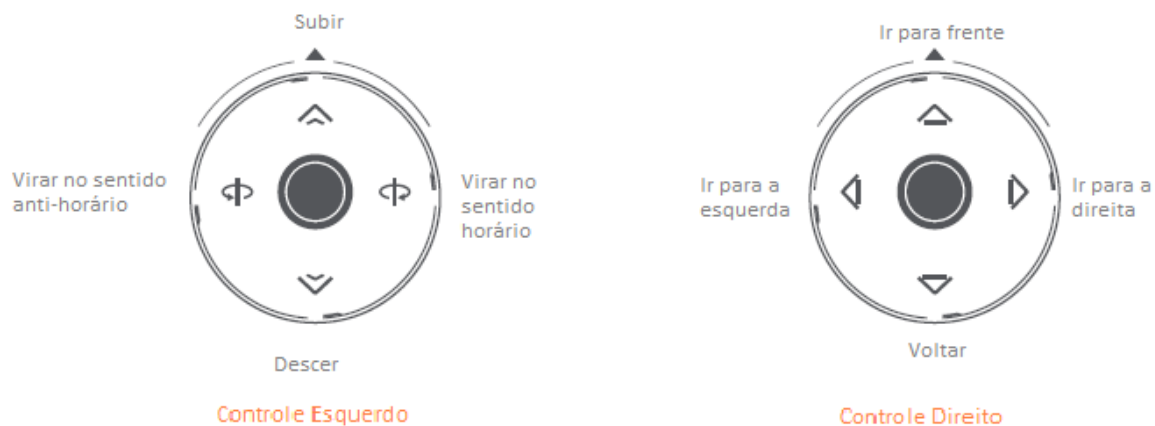 Subir
Virar no sentido
anti-horário
Virar no
sentido
horário
Descer
Controle Esquerdo
Ir para frente
Ir para a
esquerda
Ir para a
direita
Voltar
Controle Direito